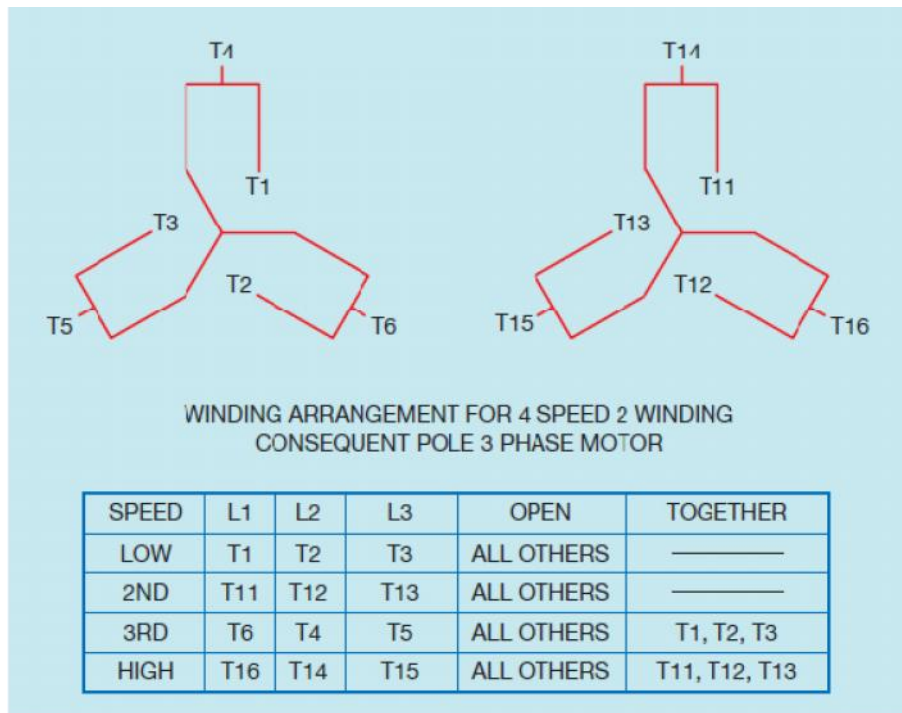 T4 T14
T1 T11
T3 T13
T2 T12
T5 T6 T15 T16
WINDING ARRANGEMENT FOR 4 SPEED 2 WINDING
CONSEQUENT POLE 3 PHASE MOTOR
SPEED L1 L2 L3 OPEN TOGETHER
LOW T1 T2 T3 ALL OTHERS
2ND T11 T12 T13 ALL OTHERS
3RD T6 T4 T5 ALL OTHERS T1, T2, T3
HIGH T16 T14 T15 ALL OTHERS T11, T12, T13